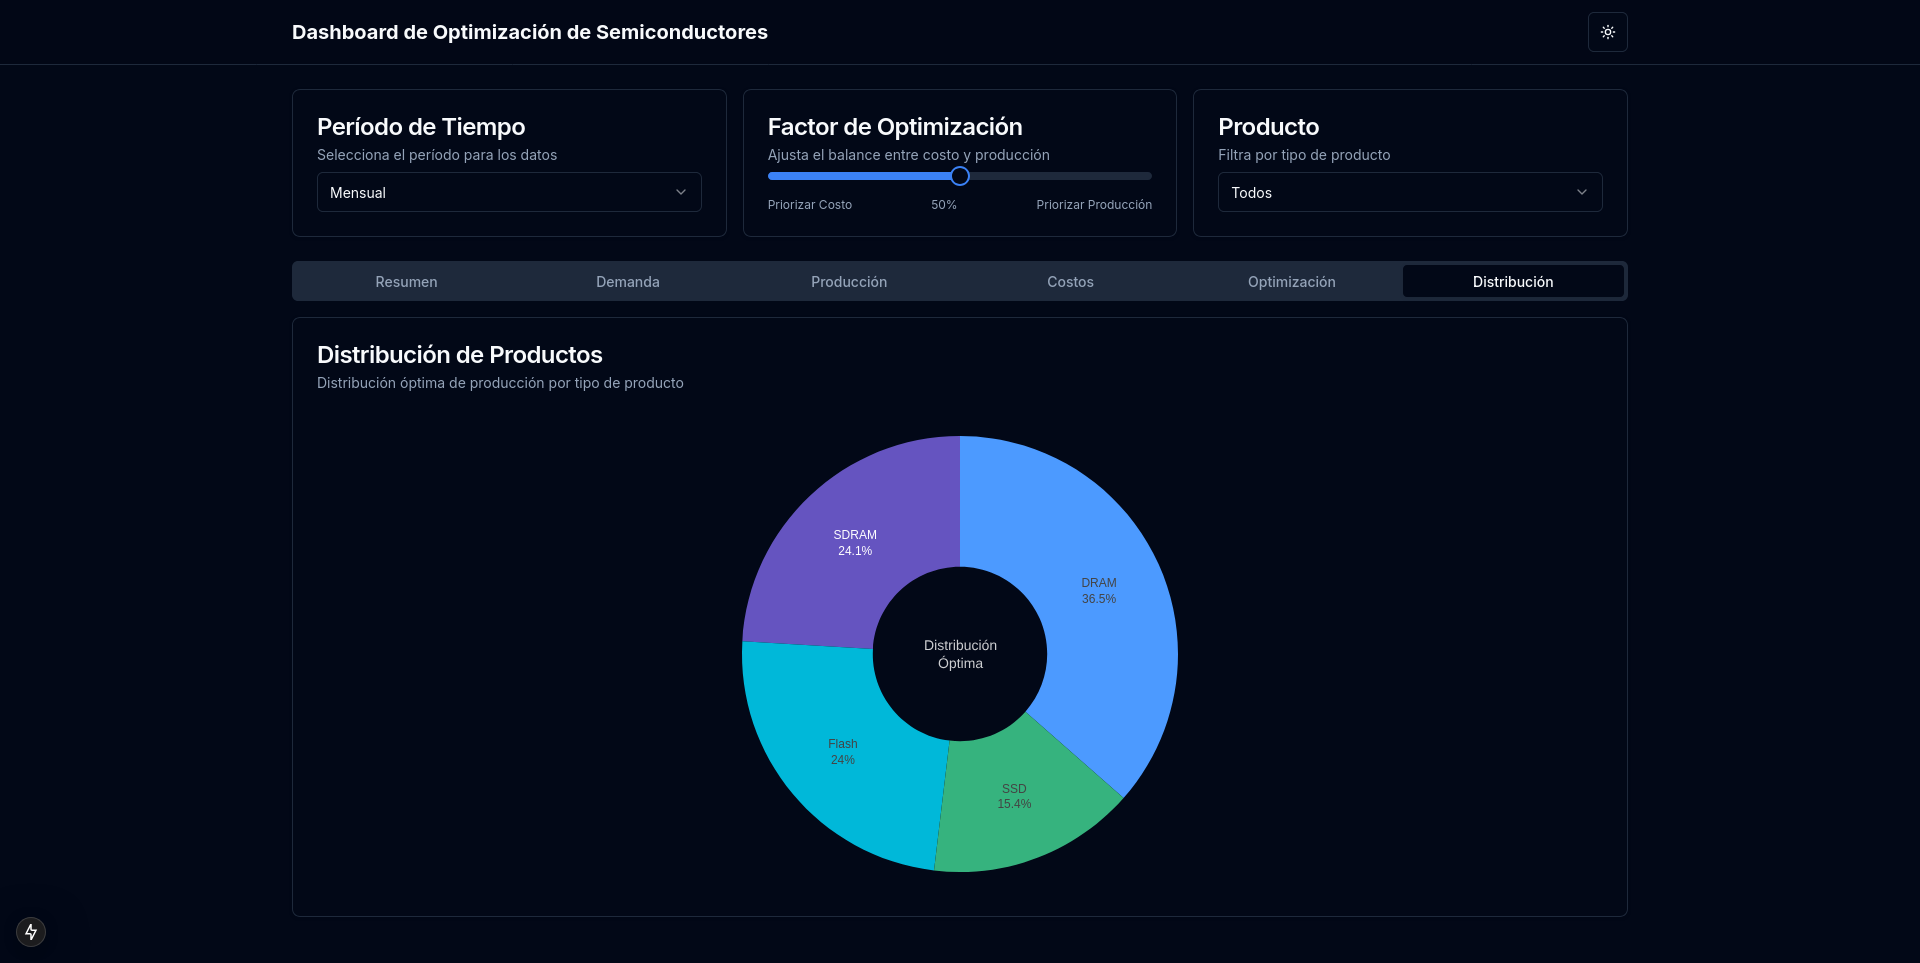 Dashboard de Optimización de Semiconductores
Período de Tiempo
Selecciona el período para los datos
Mensual
Factor de Optimización
Ajusta el balance entre costo y producción
Priorizar Costo
50%
Priorizar Producción
Producto
Filtra por tipo de producto
Todos
Resumen
Demanda
Producción
Costos
Optimización
Distribución
Distribución de Productos
Distribución óptima de producción por tipo de producto
SDRAM
24.1%
DRAM
36.5%
Distribución
Óptima
Flash
24%
SSD
15.4%